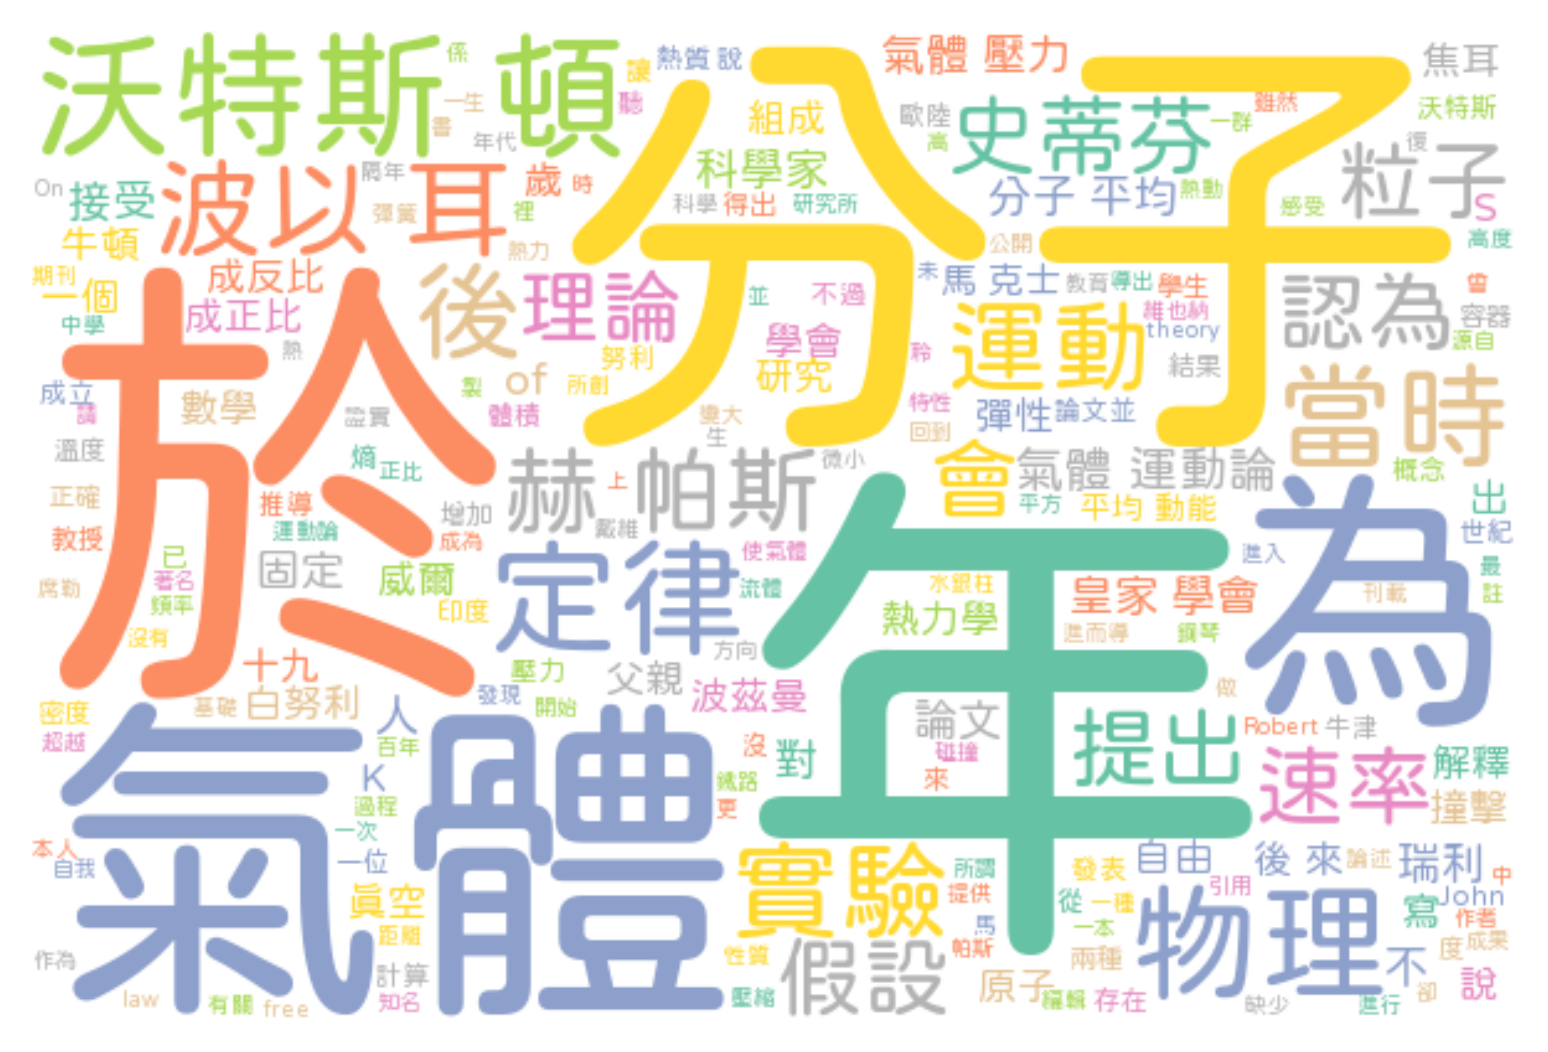 沃特斯 頓
係
一生
書
年代
讓
聽
熱質 說
分子
氣體 壓力
焦耳
沃特斯
雖然
一群
歐陸
高
史蒂芬
組成
科學家
科學
得出
研究所
On
接受
波以 耳
隔年
彈簧
歲
時
裡
熱力
牛頓
期刊
一個
中學
成反比
成正比
熱
分子 平均
熱動
公開
感受
復
粒子
S
高度
後
理論
並
不過
學會
努利
研究
of
所創
製
體積
未
馬 克士
教育
導出
學生
維也納
theory
運動
結果
聆
特性
回到
彈性
論文並
曾
容器
源自
認為
當時
成立
請
數學
證實
溫度
於
熵
正比
推導
運動論
增加
成為
正確
教授
席勒
已
著名
頻率
沒有
固定
威爾
印度
赫
上
帕斯
戴維
微小
變大
生
會
氣體 運動論
平方
平均 動能
概念
出
世紀
最
註
定律
使氣體
流體
方向
年
水銀柱
熱力學
進入
皇家 學會
進而導
鋼琴
刊載
為
十九
白努利
基礎
密度
超越
人
百年
發現
壓力
開始
父親
波茲曼
做
Robert
牛津
論文
碰撞
來
提出
速率
解釋
撞擊
氣體
K
過程
一次
一位
本人
自我
真空
距離
計算
知名
作為
law
有關
free
沒
對
鐵路
更
實驗
性質
壓縮
假設
所謂
提供
馬
帕斯
原子
編輯
存在
發表
從
一種
一本
兩種
自由
後 來
論述
瑞利
中
引用
John
寫
作者
成果
度
物理
不
卻
說
缺少
進行